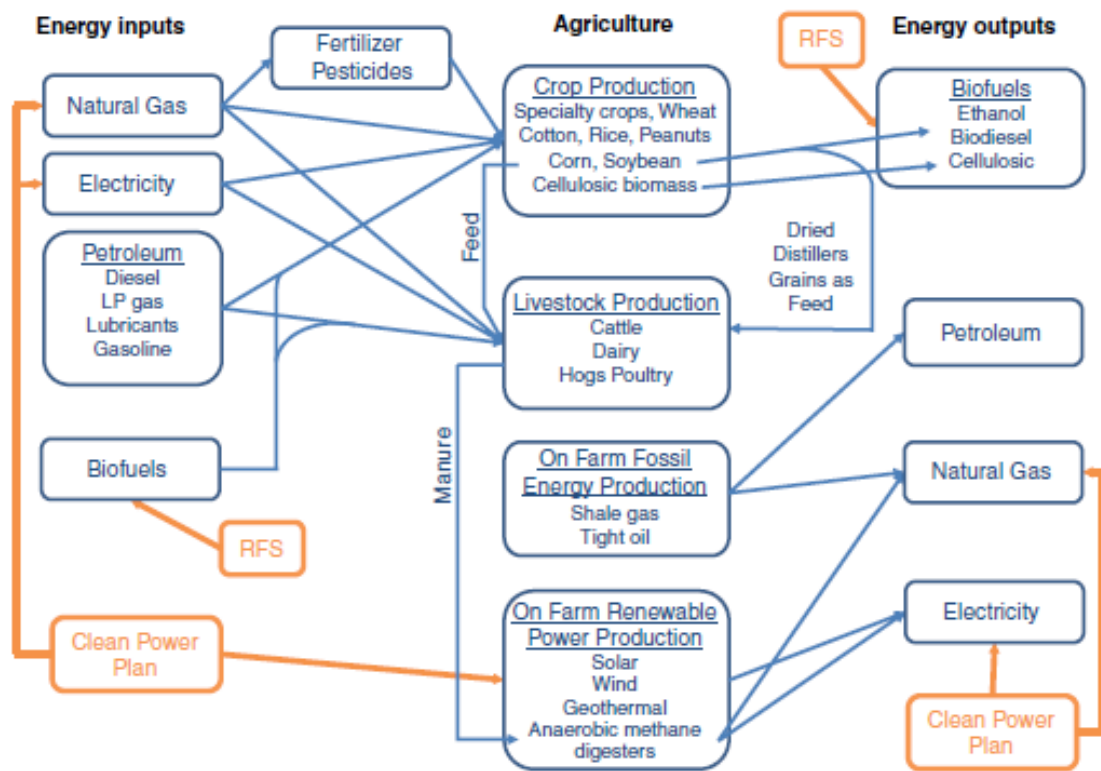 Energy inputs
Agriculture
Energy outputs
RFS
Fertilizer
Pesticides
Natural Gas
Electricity
Petroleum
Diesel
LP gas
Lubricants
Gasoline
Biofuels
RFS
Clean Power
Plan
Crop Production
Specialty crops, Wheat
Cotton, Rice, Peanuts
Corn, Soybean
Cellulosic biomass
Feed
Dried
Distillers
Grains as
Feed
Livestock Production
Cattle
Dairy
Hogs Poultry
Manure
On Farm Fossil
Energy Production
Shale gas
Tight oil
On Farm Renewable
Power Production
Solar
Wind
Geothermal
Anaerobic methane
digesters
Biofuels
Ethanol
Biodiesel
Cellulosic
Petroleum
Natural Gas
Electricity
Clean Power
Plan